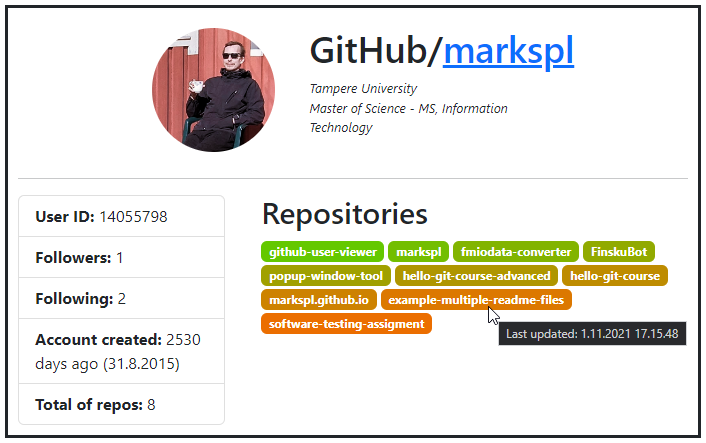 GitHub/markspl
Tampere University
Master of Science - MS, Information
Technology
User ID: 14055798
Followers: 1
Following: 2
Account created: 2530
days ago (31.8.2015)
Total of repos: 8
Repositories
github-user-viewer markspl fmiodata-converter FinskuBot
popup-window-tool hello-git-course-advanced hello-git-course
markspl.github.io example-multiple-readme-files
software-testing-assigment
Last updated: 1.11.2021 17.15.48